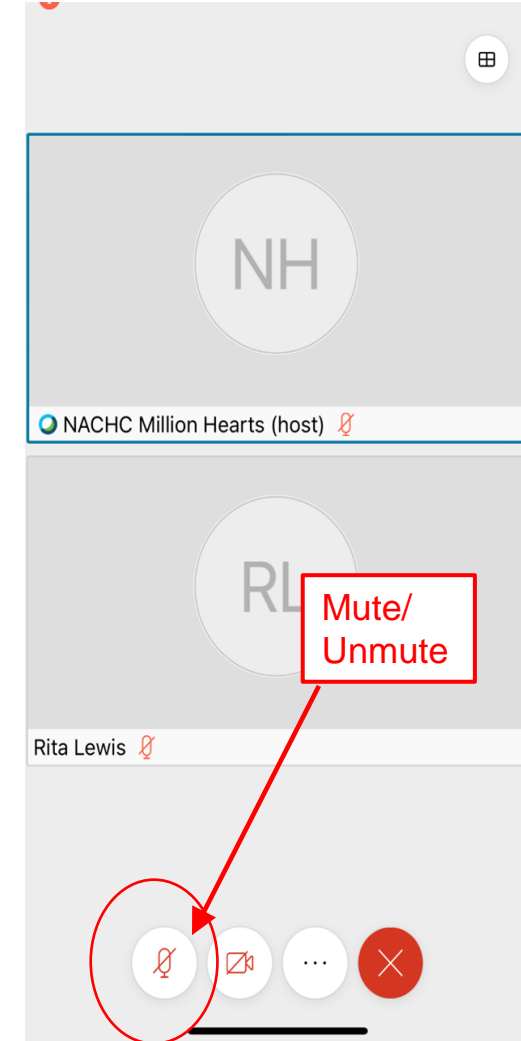 NH
NACHC Million Hearts (host)
RL
Mute/
Unmute
Rita Lewis